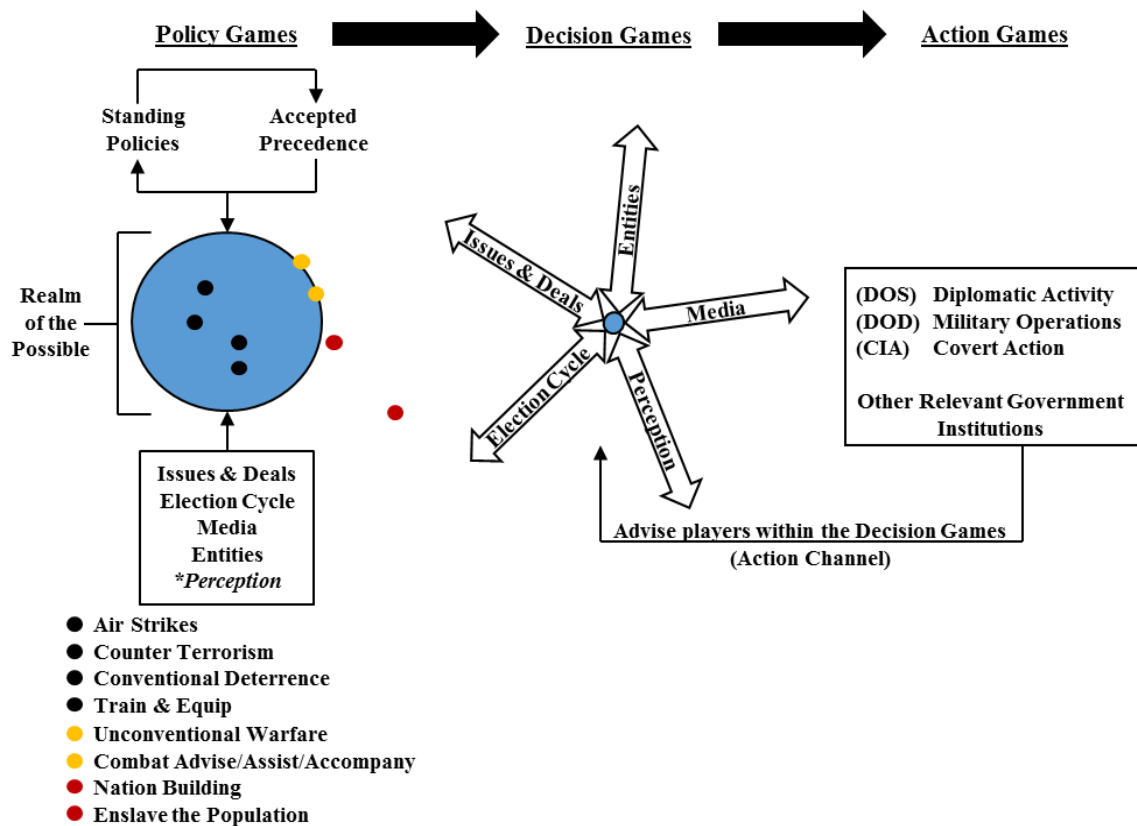 Policy Games
Decision Games
Action Games
Standing
Policies
Accepted
Precedence
Realm
of the
Possible
Issues & Deals
Election Cycle
Media
Entities
*Perception
Entities
Issues & Deals
Media
Election Cycle
Perception
(DOS) Diplomatic Activity
(DOD) Military Operations
(CIA) Covert Action
Other Relevant Government
Institutions
Advise players within the Decision Games
(Action Channel)
Air Strikes
Counter Terrorism
Conventional Deterrence
Train & Equip
Unconventional Warfare
Combat Advise/Assist/Accompany
Nation Building
Enslave the Population